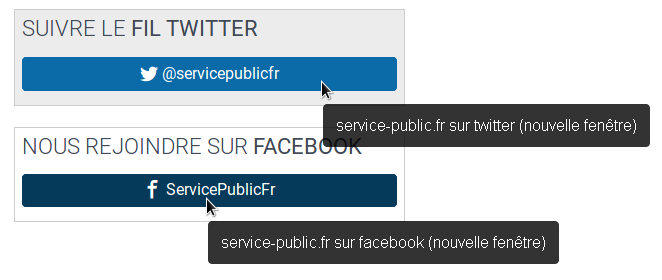 SUIVRE LE FIL TWITTER
@servicepublicfr
service-public.fr sur twitter (nouvelle fenêtre)
NOUS REJOINDRE SUR FACEBOOK
ServicePublicFr
service-public.fr sur facebook (nouvelle fenêtre)